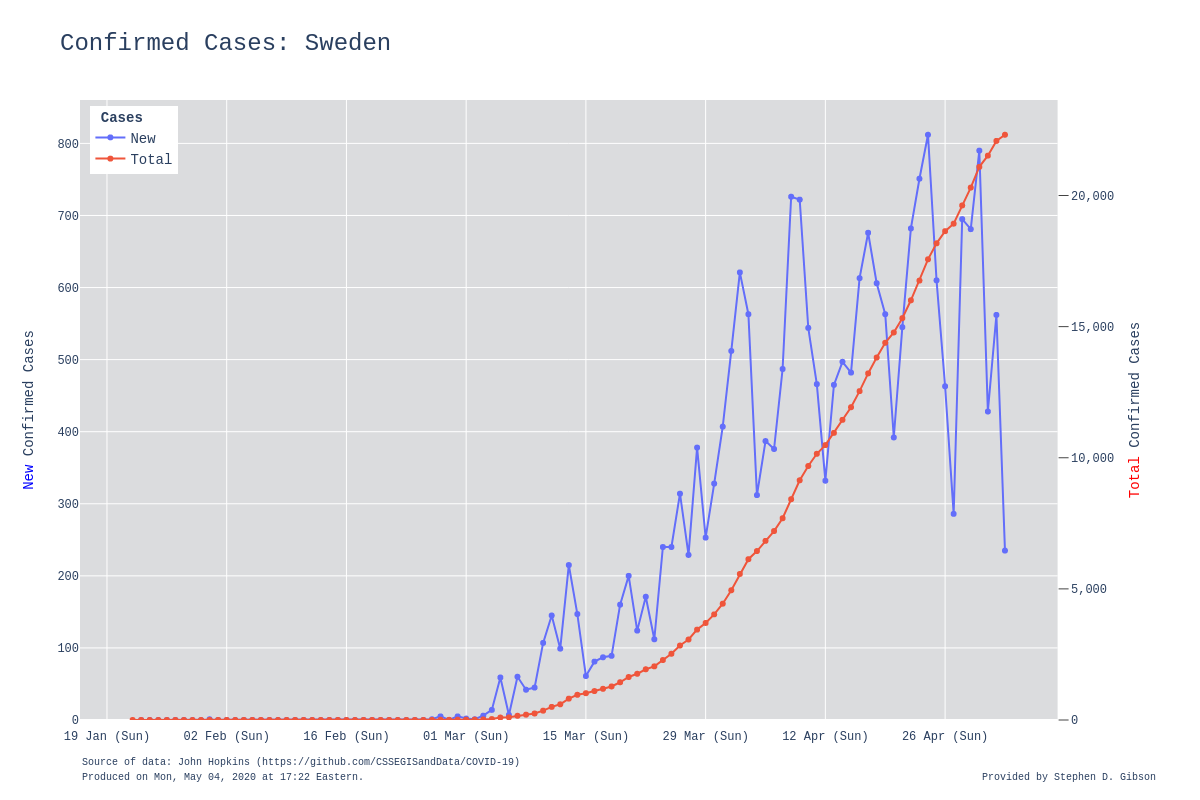 Confirmed Cases: Sweden
Cases
New
Total
800
700
600
500
400
300
200
100
0
New Confirmed Cases
20,000
15,000
10,000
5,000
0
Total Confirmed Cases
19 Jan (Sun) 02 Feb (Sun) 16 Feb (Sun) 01 Mar (Sun) 15 Mar (Sun) 29 Mar (Sun) 12 Apr (Sun) 26 Apr (Sun)
Source of data: John Hopkins (https://github.com/CSSEGISandData/COVID-19)
Produced on Mon, May 04, 2020 at 17:22 Eastern.
Provided by Stephen D. Gibson